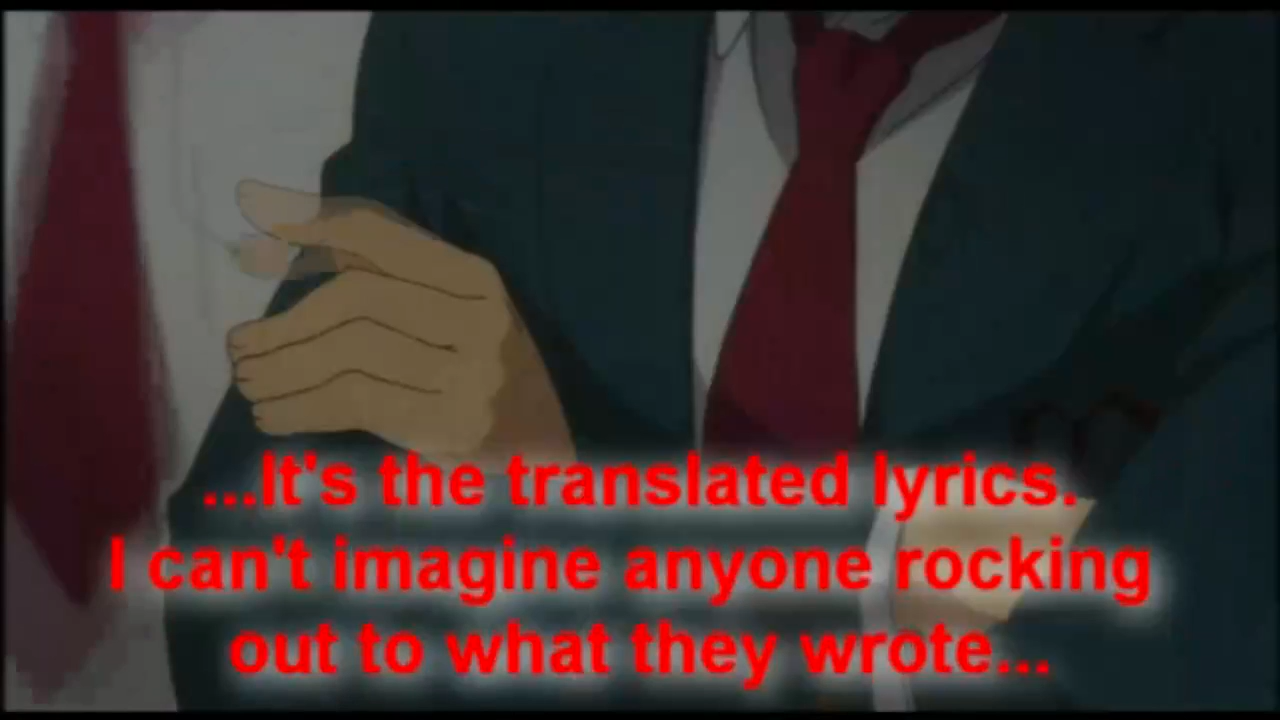 ...It's the translated lyrics.
I can't imagine anyone rocking
out to what they wrote...